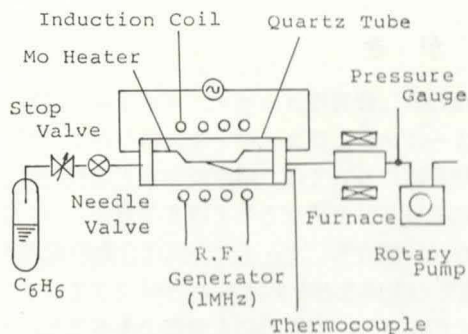 Induction Coil
Quartz Tube
Mo Heater
Pressure
Gauge
Stop
Valve
Needle
Valve
Furnace
R.F.
Generator
(1MHz)
Rotary
Pump
C6H6
Thermocouple